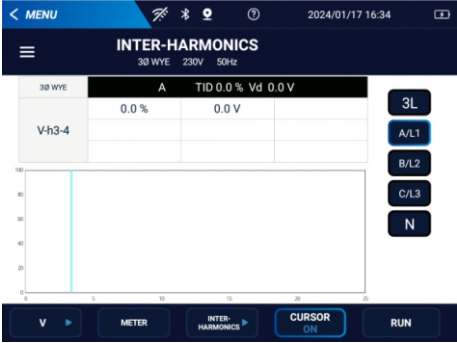 MENU
2024/01/17 16:34
INTER-HARMONICS
3Ø WYE 230V 50Hz
3Ø WYE A TID 0.0 % Vd 0.0 V
V-h3-4 0.0 % 0.0 V
3L
A/L1
B/L2
C/L3
N
100
80
60
40
20
0
0 5 10 15 20 25
V
METER
INTER-
HARMONICS
CURSOR
ON
RUN